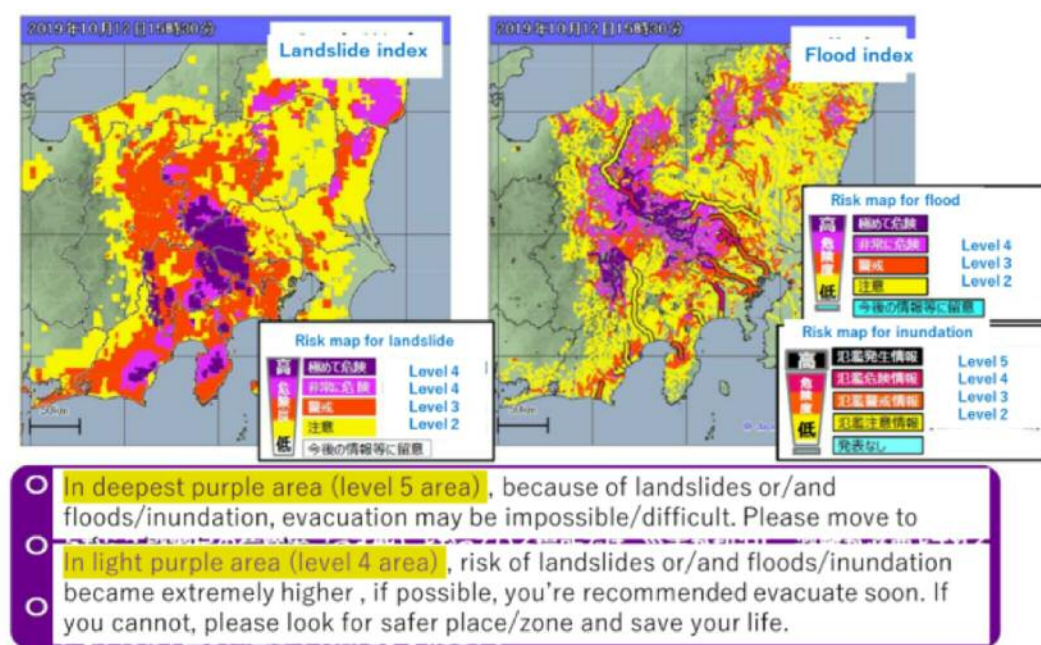 2019年10月12日15時30分
Landslide index
2019年10月12日15時30分
Flood index
Risk map for flood
高
危険度
低
極めて危険
非常に危険 Level 4
警戒 Level 3
注意 Level 2
今後の情報等に留意
Risk map for landslide
高
危険度
低
極めて危険 Level 4
非常に危険 Level 4
警戒 Level 3
注意 Level 2
今後の情報等に留意
50km
Risk map for inundation
高
危険度
低
氾濫発生情報 Level 5
氾濫危険情報 Level 4
氾濫警戒情報 Level 3
氾濫注意情報 Level 2
発表なし
In deepest purple area (level 5 area) , because of landslides or/and
floods/inundation, evacuation may be impossible/difficult. Please move to
In light purple area (level 4 area) , risk of landslides or/and floods/inundation
became extremely higher , if possible, you're recommended evacuate soon. If
you cannot, please look for safer place/zone and save your life.